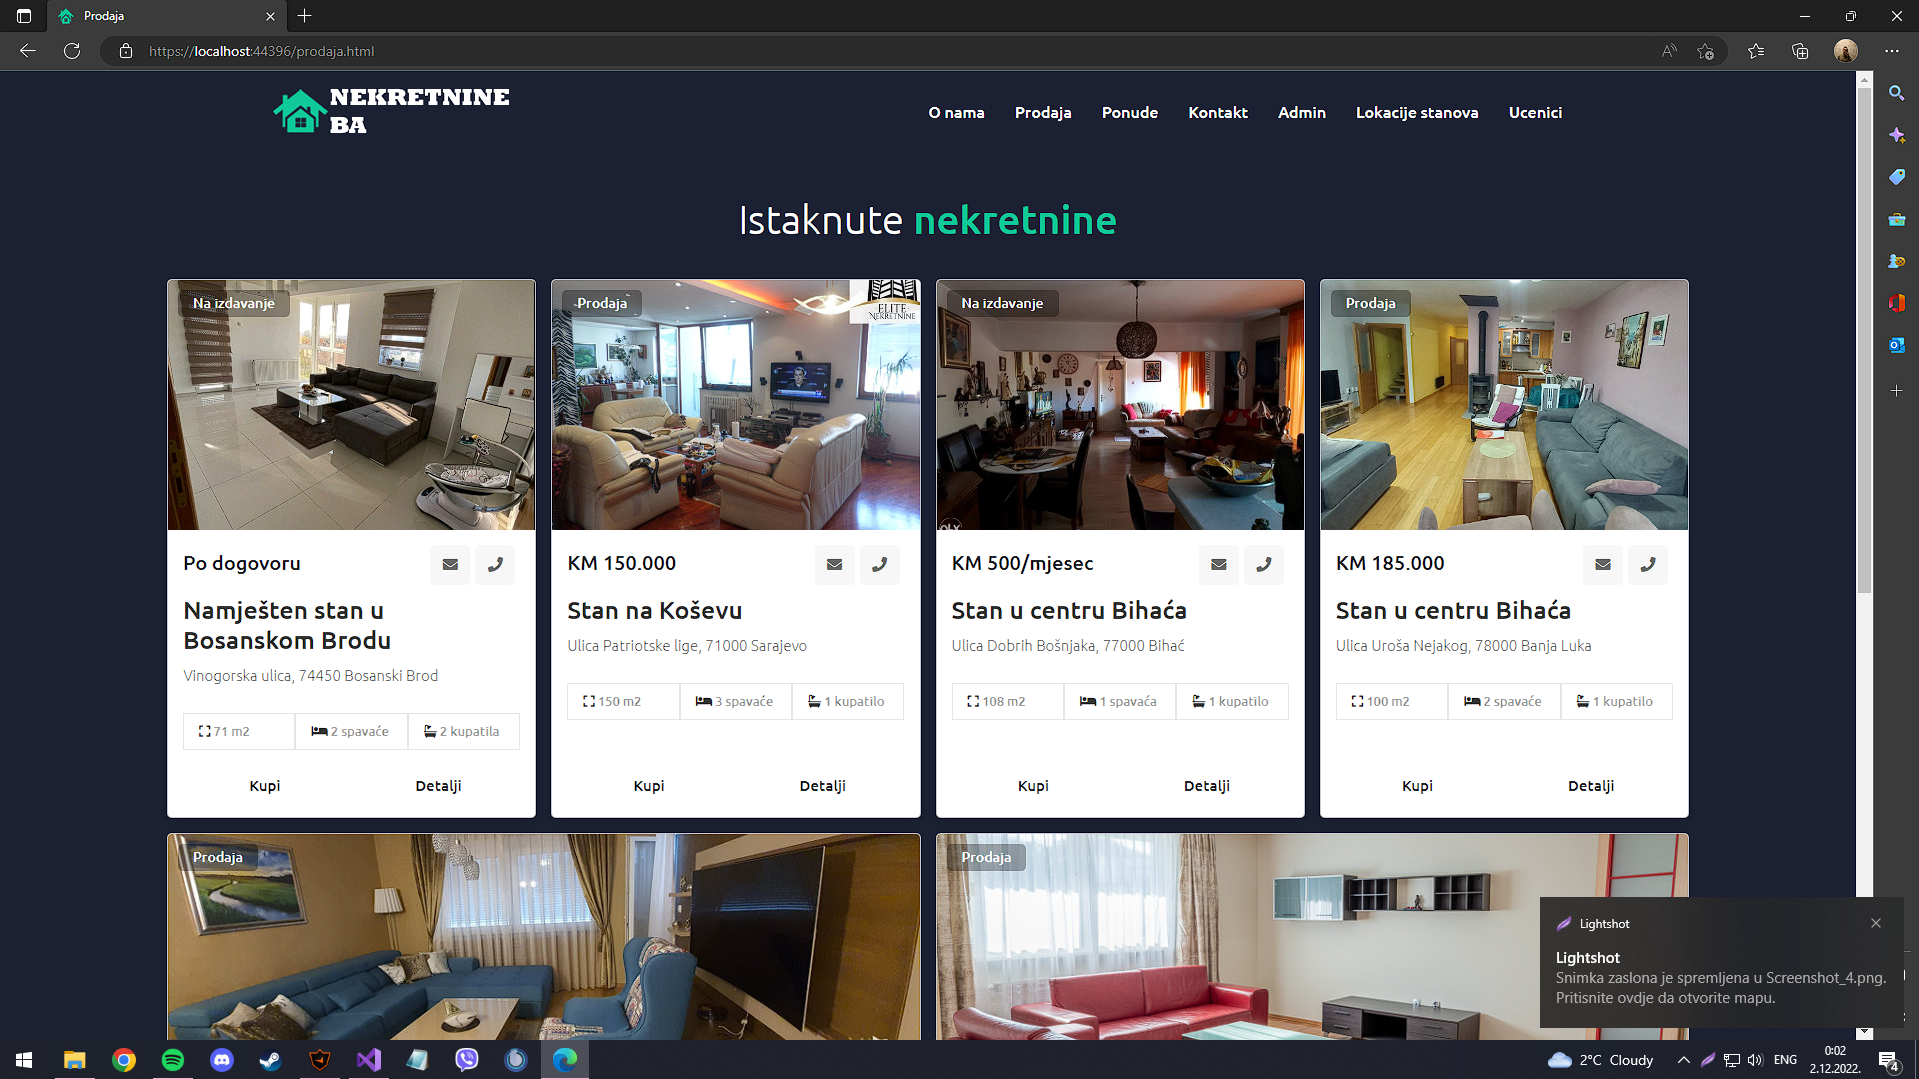 Prodaja
https://localhost:44396/prodaja.html
NEKRETNINE
BA
O nama
Prodaja
Ponude
Kontakt
Admin
Lokacije stanova
Ucenici
Istaknute nekretnine
Na izdavanje
Po dogovoru
Namješten stan u
Bosanskom Brodu
Vinogorska ulica, 74450 Bosanski Brod
71 m2
2 spavaće
2 kupatila
Kupi
Detalji
Prodaja
ELITE
NEKRETNINE
KM 150.000
Stan na Koševu
Ulica Patriotske lige, 71000 Sarajevo
150 m2
3 spavaće
1 kupatilo
Kupi
Detalji
Na izdavanje
OLX
KM 500/mjesec
Stan u centru Bihaća
Ulica Dobrih Bošnjaka, 77000 Bihać
108 m2
1 spavaća
1 kupatilo
Kupi
Detalji
Prodaja
KM 185.000
Stan u centru Bihaća
Ulica Uroša Nejakog, 78000 Banja Luka
100 m2
2 spavaće
1 kupatilo
Kupi
Detalji
Prodaja
Prodaja
Lightshot
Lightshot
Snimka zaslona je spremljena u Screenshot_4.png.
Pritisnite ovdje da otvorite mapu.
2°C Cloudy
ENG
0:02
2.12.2022.
4